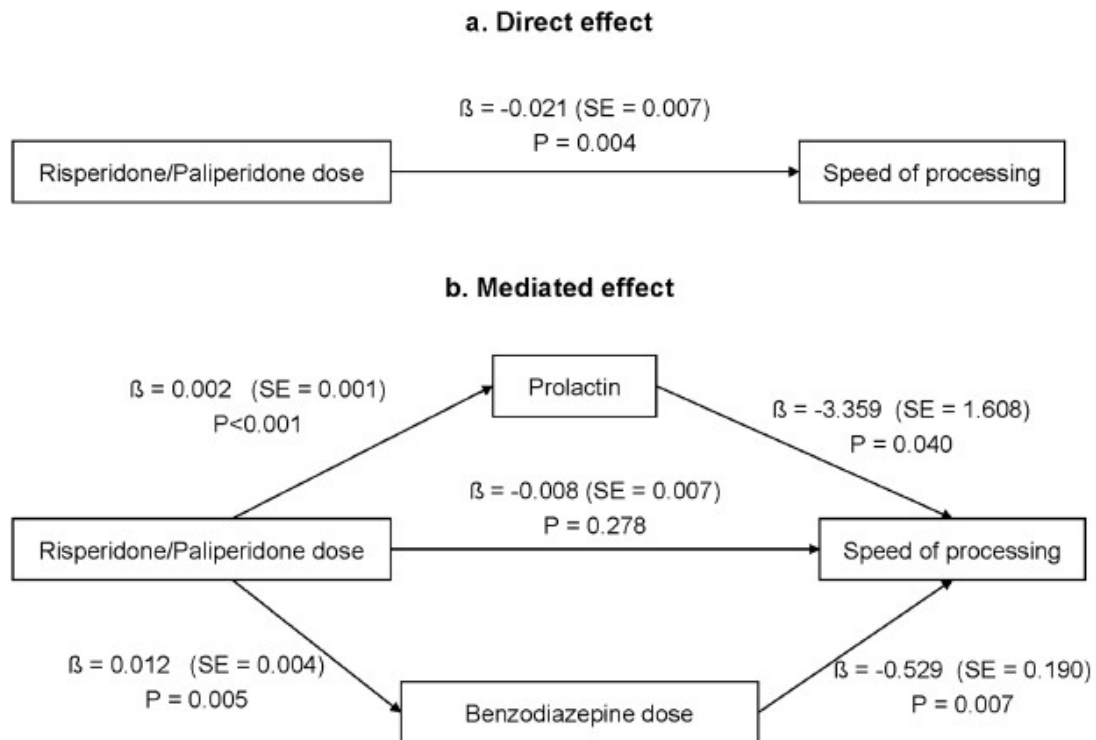 a. Direct effect
ß = -0.021 (SE = 0.007)
P = 0.004
Risperidone/Paliperidone dose
Speed of processing
b. Mediated effect
Prolactin
ß = 0.002 (SE = 0.001)
P<0.001
ß = -3.359 (SE = 1.608)
P = 0.040
ß = -0.008 (SE = 0.007)
P = 0.278
Risperidone/Paliperidone dose
Speed of processing
ß = 0.012 (SE = 0.004)
P = 0.005
ß = -0.529 (SE = 0.190)
P = 0.007
Benzodiazepine dose